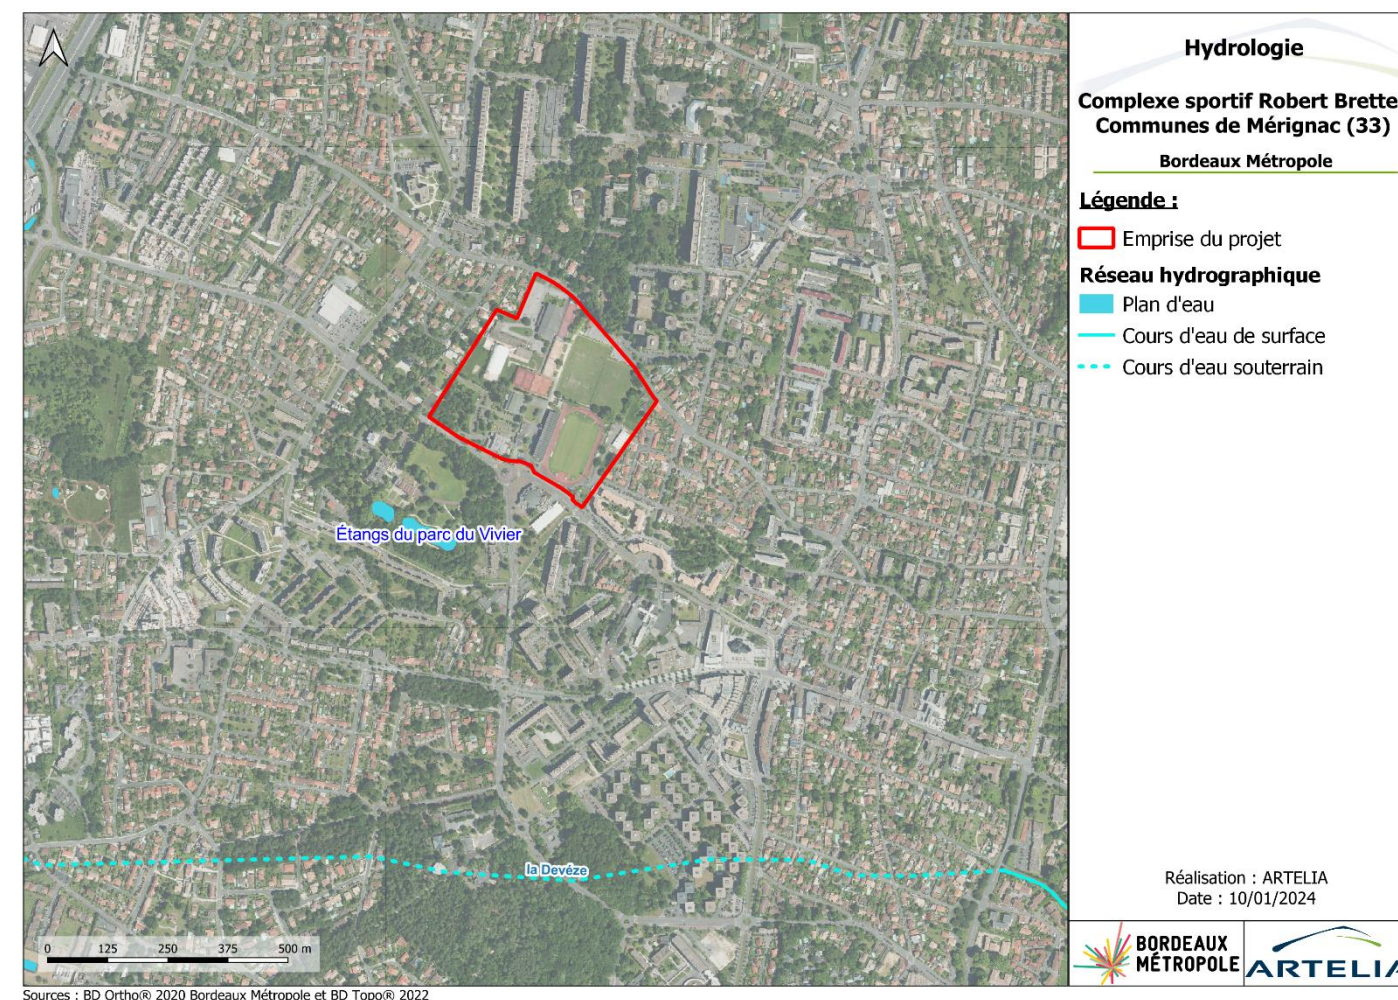 Hydrologie
Complexe sportif Robert Brette
Communes de Mérignac (33)
Bordeaux Métropole
Légende :
Emprise du projet
Réseau hydrographique
Plan d'eau
Cours d'eau de surface
Cours d'eau souterrain
Étangs du parc du Vivier
la Devéze
0 125 250 375 500 m
Réalisation : ARTELIA
Date : 10/01/2024
BORDEAUX
MÉTROPOLE
ARTELIA
Sources : BD Ortho® 2020 Bordeaux Métropole et BD Topo® 2022